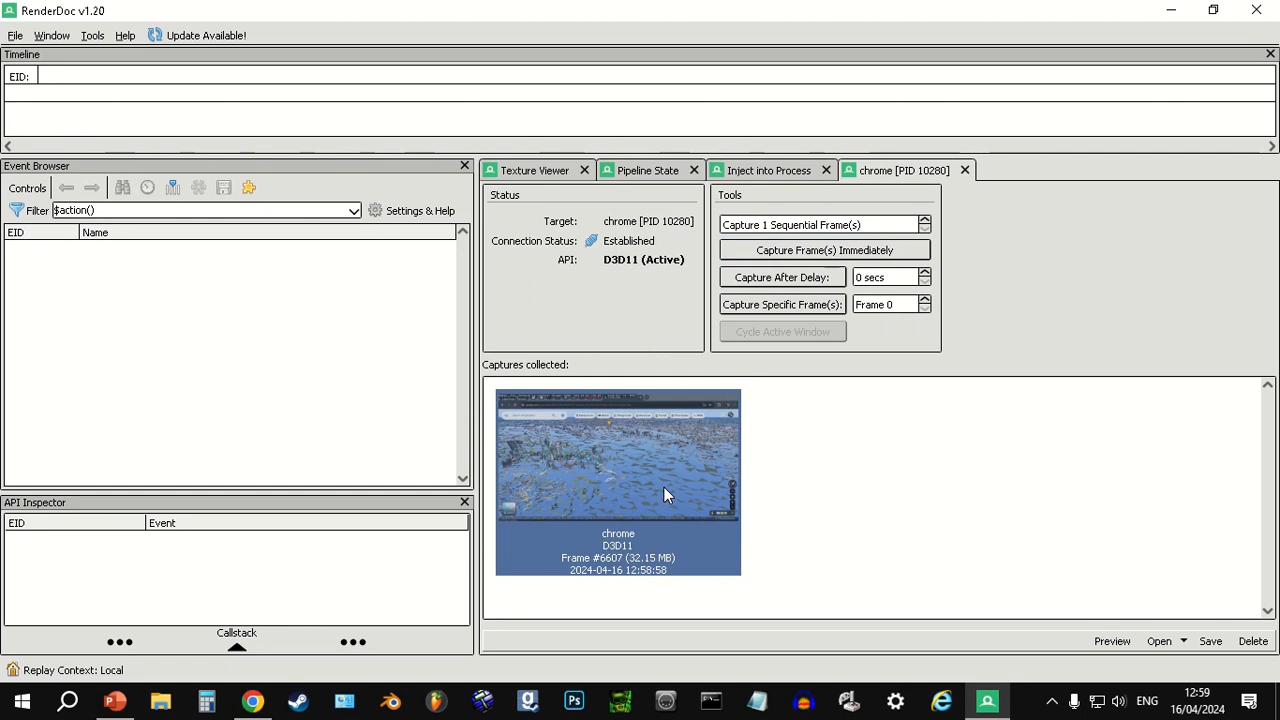 RenderDoc v1.20
File Window Tools Help Update Available!
Timeline
EID:
Event Browser
Controls
Filter $action() Settings & Help
EID Name
API Inspector
EID Event
Callstack
Texture Viewer Pipeline State Inject into Process chrome [PID 10280]
Status
Target: chrome [PID 10280]
Connection Status: Established
API: D3D11 (Active)
Tools
Capture 1 Sequential Frame(s)
Capture Frame(s) Immediately
Capture After Delay: 0 secs
Capture Specific Frame(s): Frame 0
Cycle Active Window
Captures collected:
chrome
D3D11
Frame #6607 (32.15 MB)
2024-04-16 12:58:58
Preview Open Save Delete
Replay Context: Local
ENG
12:59
16/04/2024